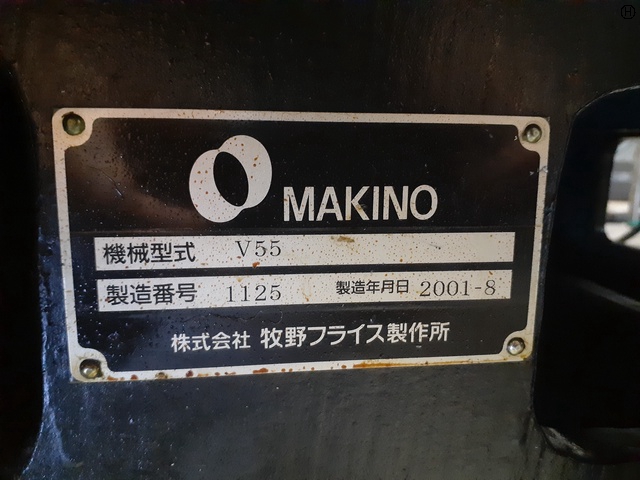 MAKINO
機械型式 V55
製造番号 1125 製造年月日 2001-8
株式会社 牧野フライス製作所
H